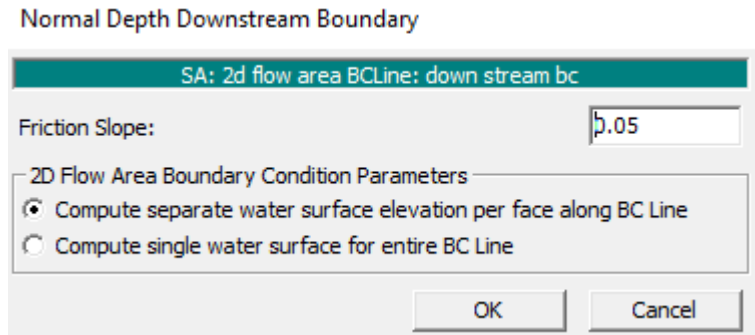 Normal Depth Downstream Boundary
SA: 2d flow area BCLine: down stream bc
Friction Slope: 0.05
2D Flow Area Boundary Condition Parameters
Compute separate water surface elevation per face along BC Line
Compute single water surface for entire BC Line
OK Cancel